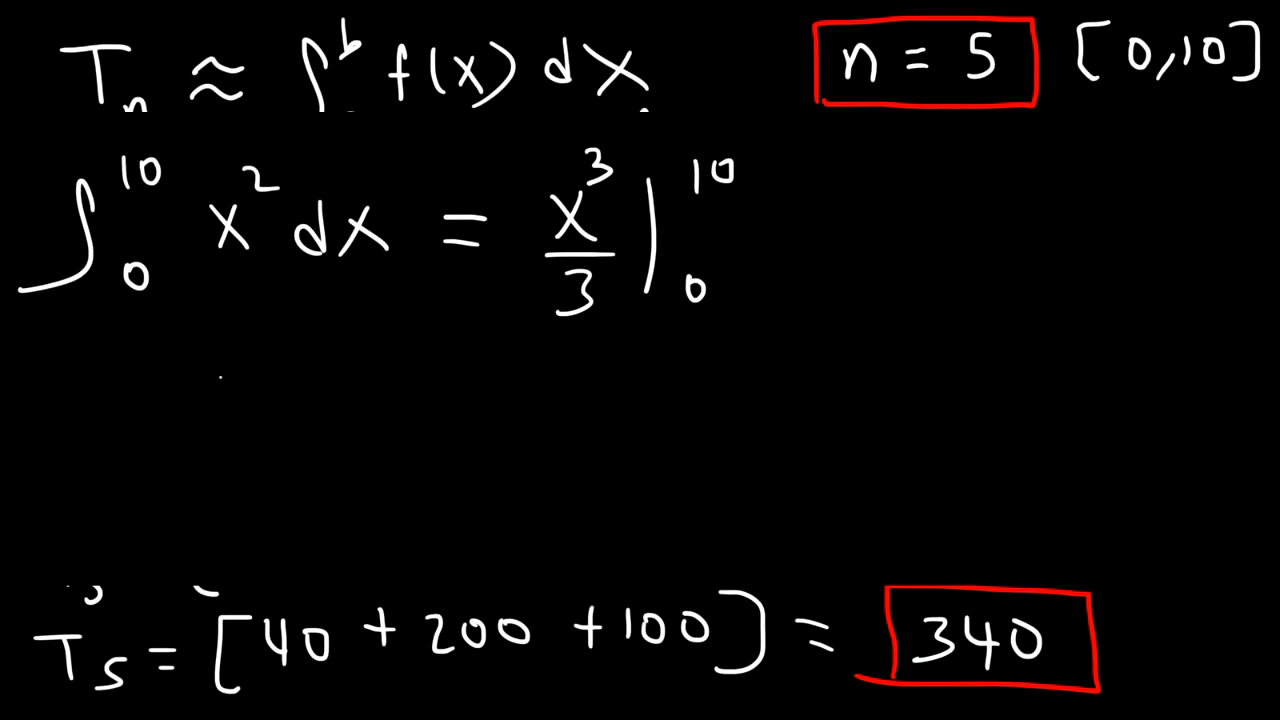 Tₙ ≈ ∫ᵇ f(x) dx n = 5 [0,10]
∫₀¹⁰ x² dx = x³/3 |₀¹⁰
T₅ = [40 + 200 + 100] = 340